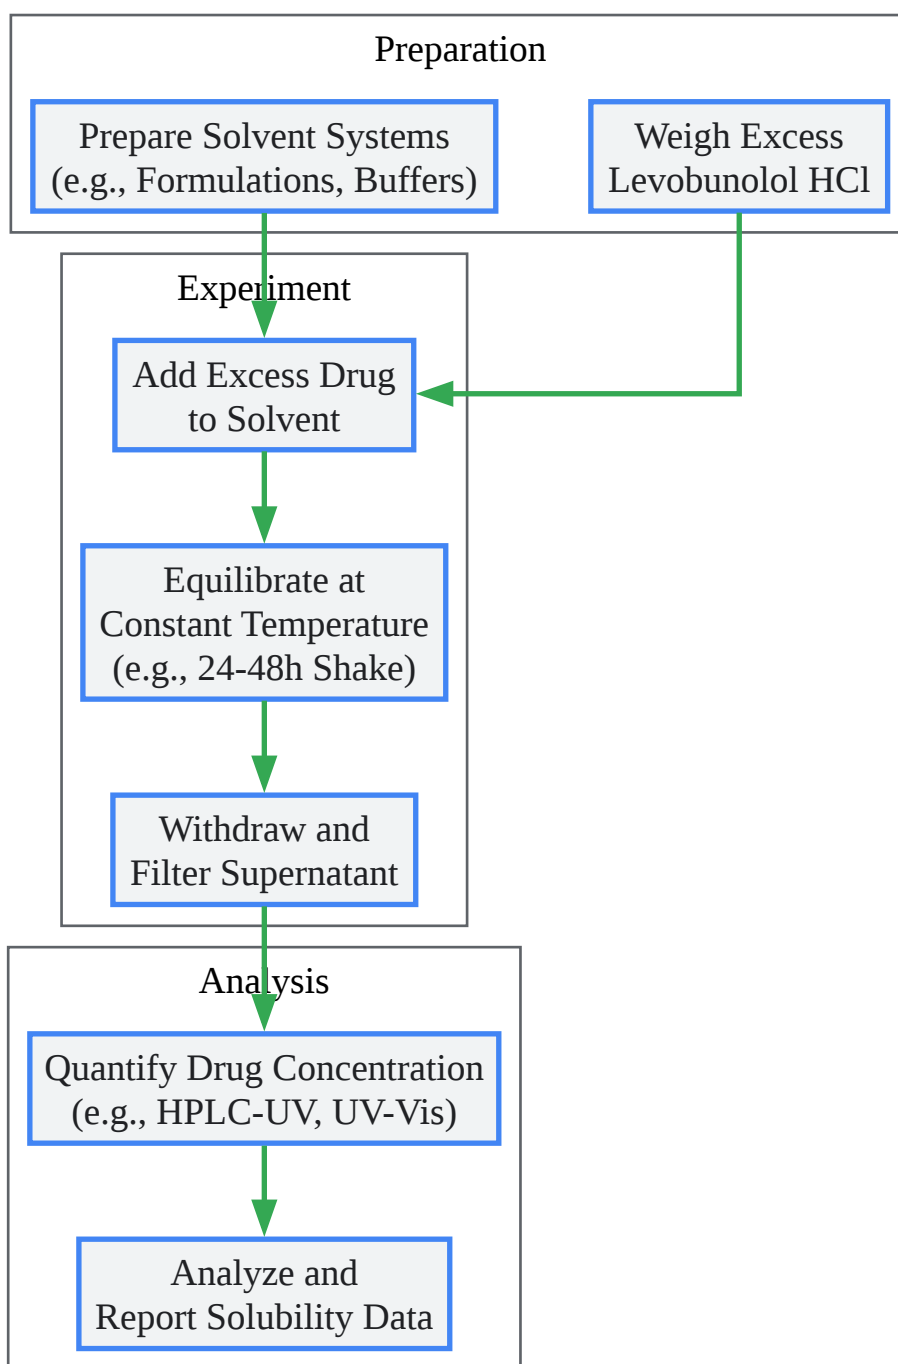 Preparation
Prepare Solvent Systems
(e.g., Formulations, Buffers)
Weigh Excess
Levobunolol HCl
Experiment
Add Excess Drug
to Solvent
Equilibrate at
Constant Temperature
(e.g., 24-48h Shake)
Withdraw and
Filter Supernatant
Analysis
Quantify Drug Concentration
(e.g., HPLC-UV, UV-Vis)
Analyze and
Report Solubility Data